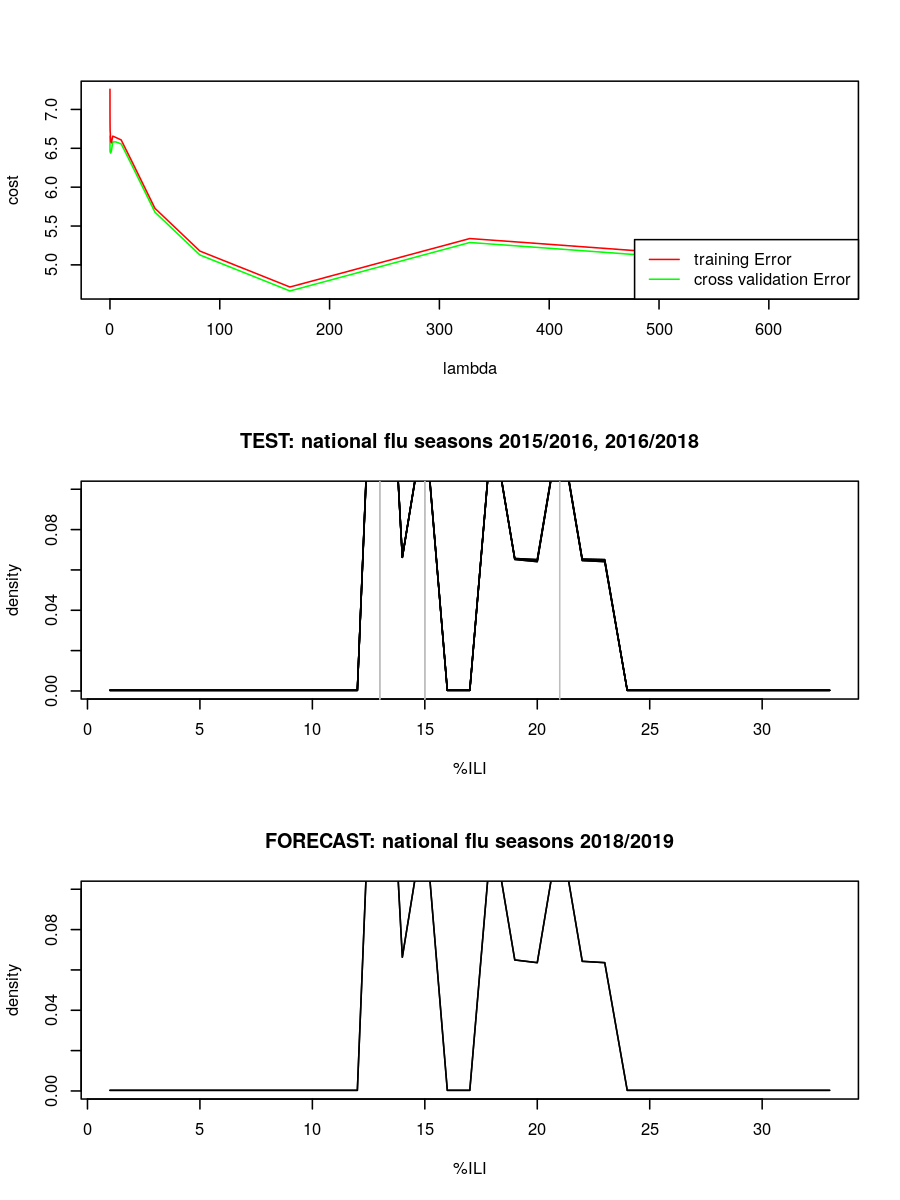 cost
7.0
6.5
6.0
5.5
5.0
training Error
cross validation Error
0 100 200 300 400 500 600
lambda
TEST: national flu seasons 2015/2016, 2016/2018
density
0.08
0.04
0.00
0 5 10 15 20 25 30
%ILI
FORECAST: national flu seasons 2018/2019
density
0.08
0.04
0.00
0 5 10 15 20 25 30
%ILI